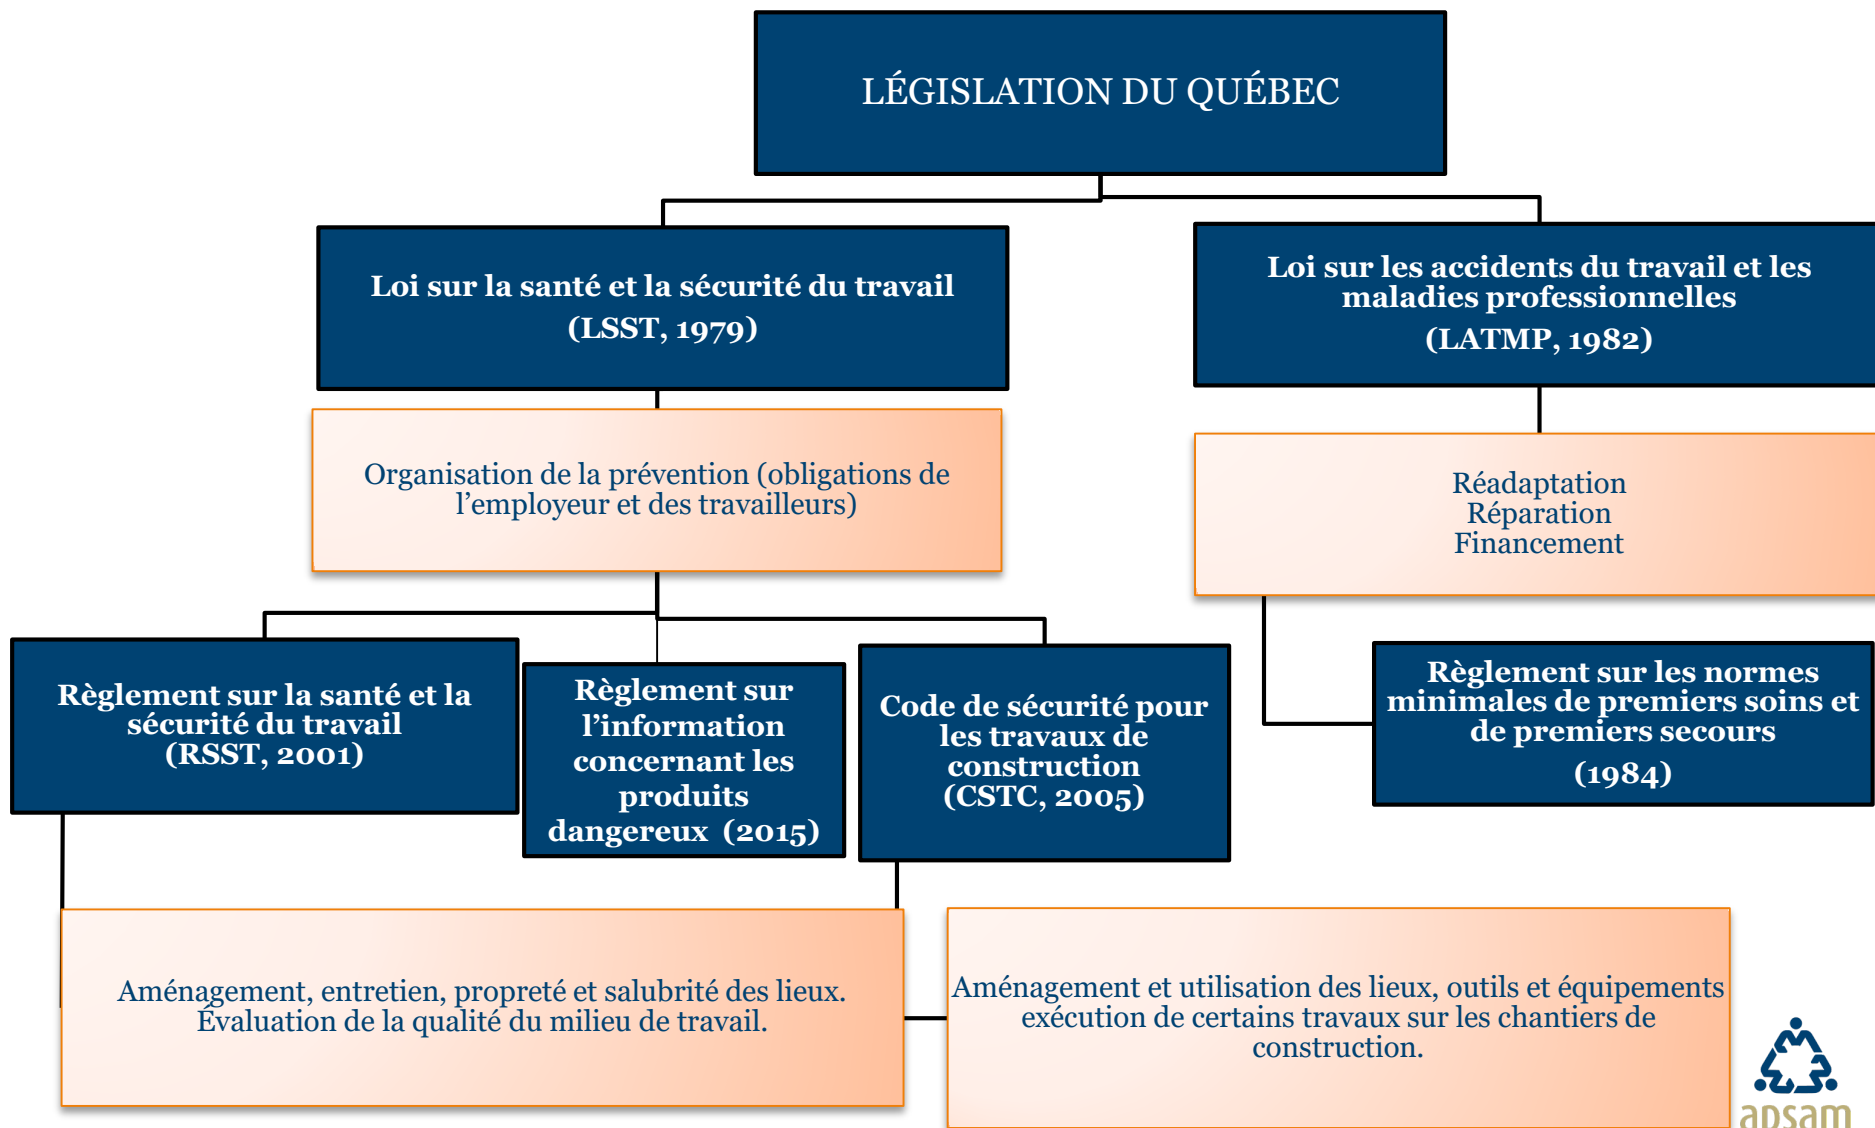 LÉGISLATION DU QUÉBEC
Loi sur la santé et la sécurité du travail
(LSST, 1979)
Loi sur les accidents du travail et les
maladies professionnelles
(LATMP, 1982)
Organisation de la prévention (obligations de
l’employeur et des travailleurs)
Réadaptation
Réparation
Financement
Règlement sur la santé et la
sécurité du travail
(RSST, 2001)
Règlement sur
l’information
concernant les
produits
dangereux (2015)
Code de sécurité pour
les travaux de
construction
(CSTC, 2005)
Règlement sur les normes
minimales de premiers soins et
de premiers secours
(1984)
Aménagement, entretien, propreté et salubrité des lieux.
Évaluation de la qualité du milieu de travail.
Aménagement et utilisation des lieux, outils et équipements
exécution de certains travaux sur les chantiers de
construction.
apsam